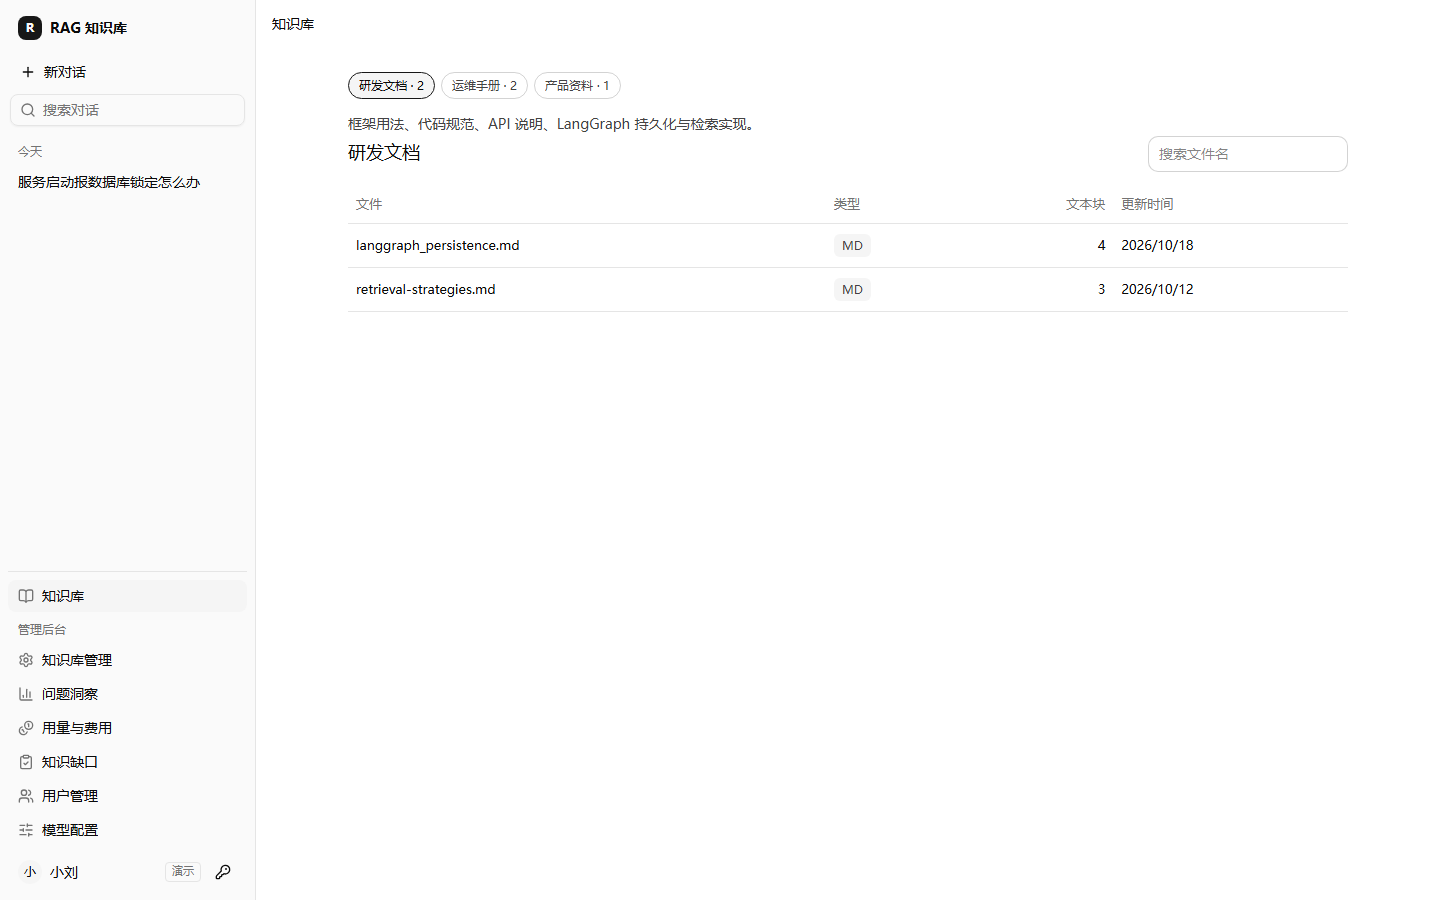 R RAG 知识库
新对话
搜索对话
今天
服务启动报数据库锁定怎么办
知识库
管理后台
知识库管理
问题洞察
用量与费用
知识缺口
用户管理
模型配置
小 小刘 演示
知识库
研发文档 · 2 运维手册 · 2 产品资料 · 1
框架用法、代码规范、API 说明、LangGraph 持久化与检索实现。
研发文档 搜索文件名
文件 类型 文本块 更新时间
langgraph_persistence.md MD 4 2026/10/18
retrieval-strategies.md MD 3 2026/10/12